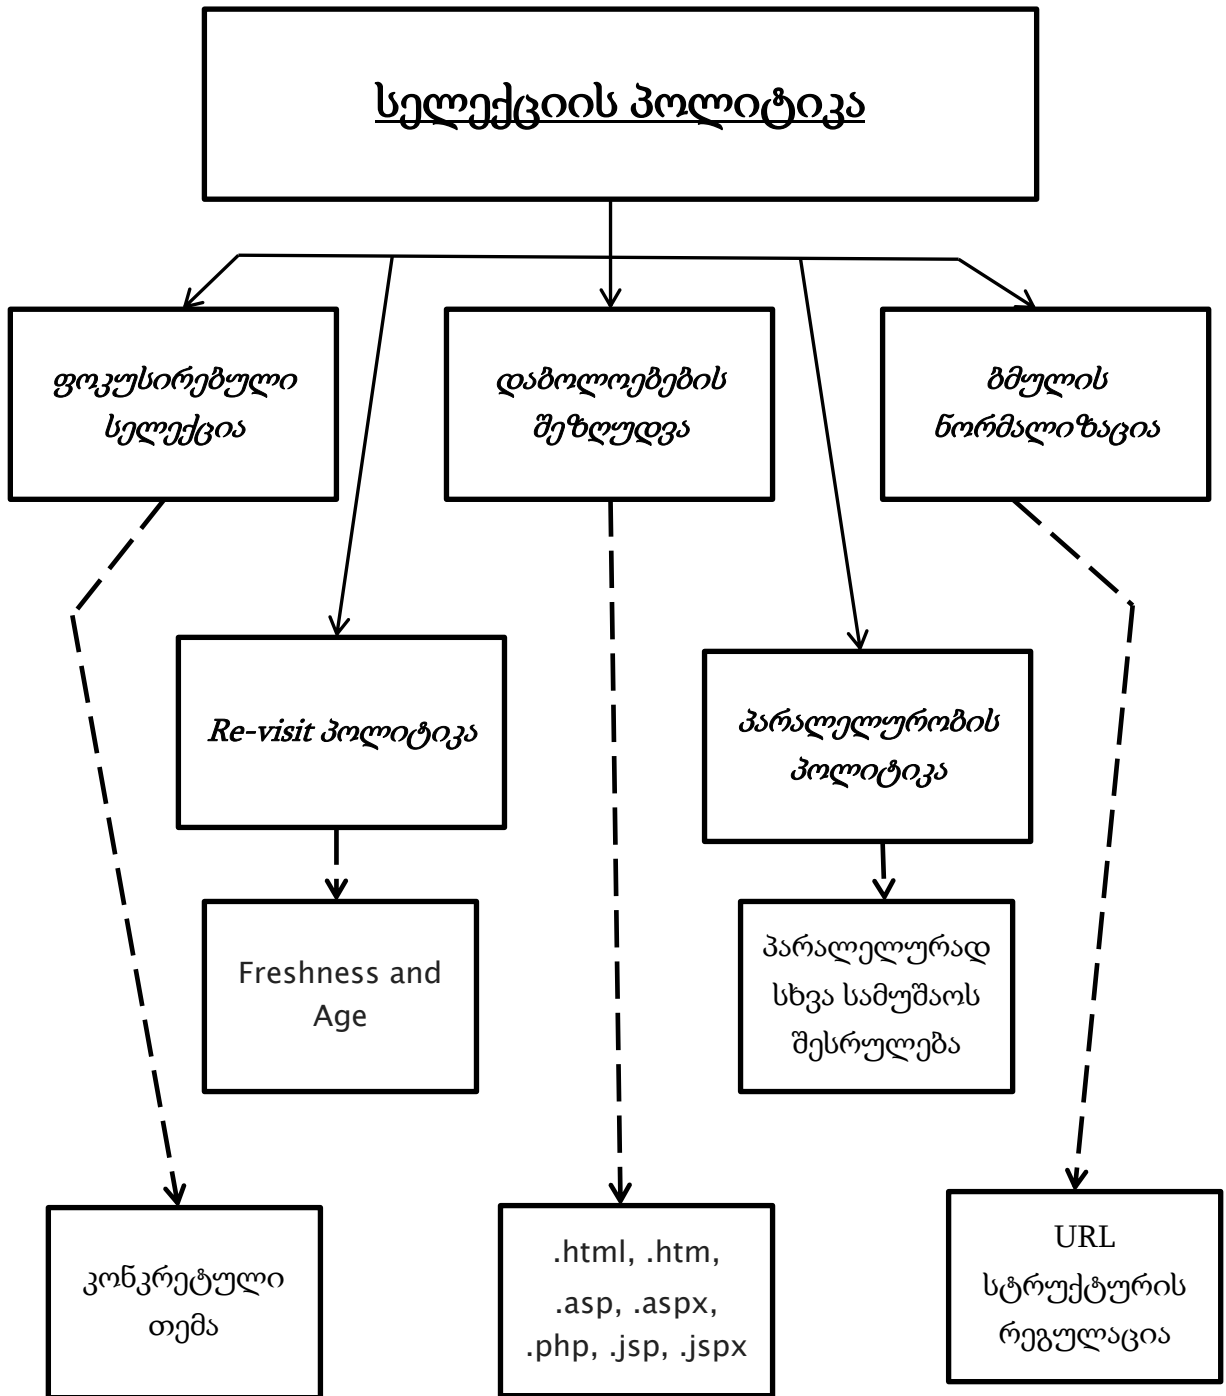 სელექციის პოლიტიკა
ფოკუსირებული
სელექცია
დაბოლოებების
შეზღუდვა
ბმულის
ნორმალიზაცია
Re-visit პოლიტიკა
პარალელურობის
პოლიტიკა
Freshness and
Age
პარალელურად
სხვა სამუშაოს
შესრულება
კონკრეტული
თემა
.html, .htm,
.asp, .aspx,
.php, .jsp, .jspx
URL
სტრუქტურის
რეგულაცია